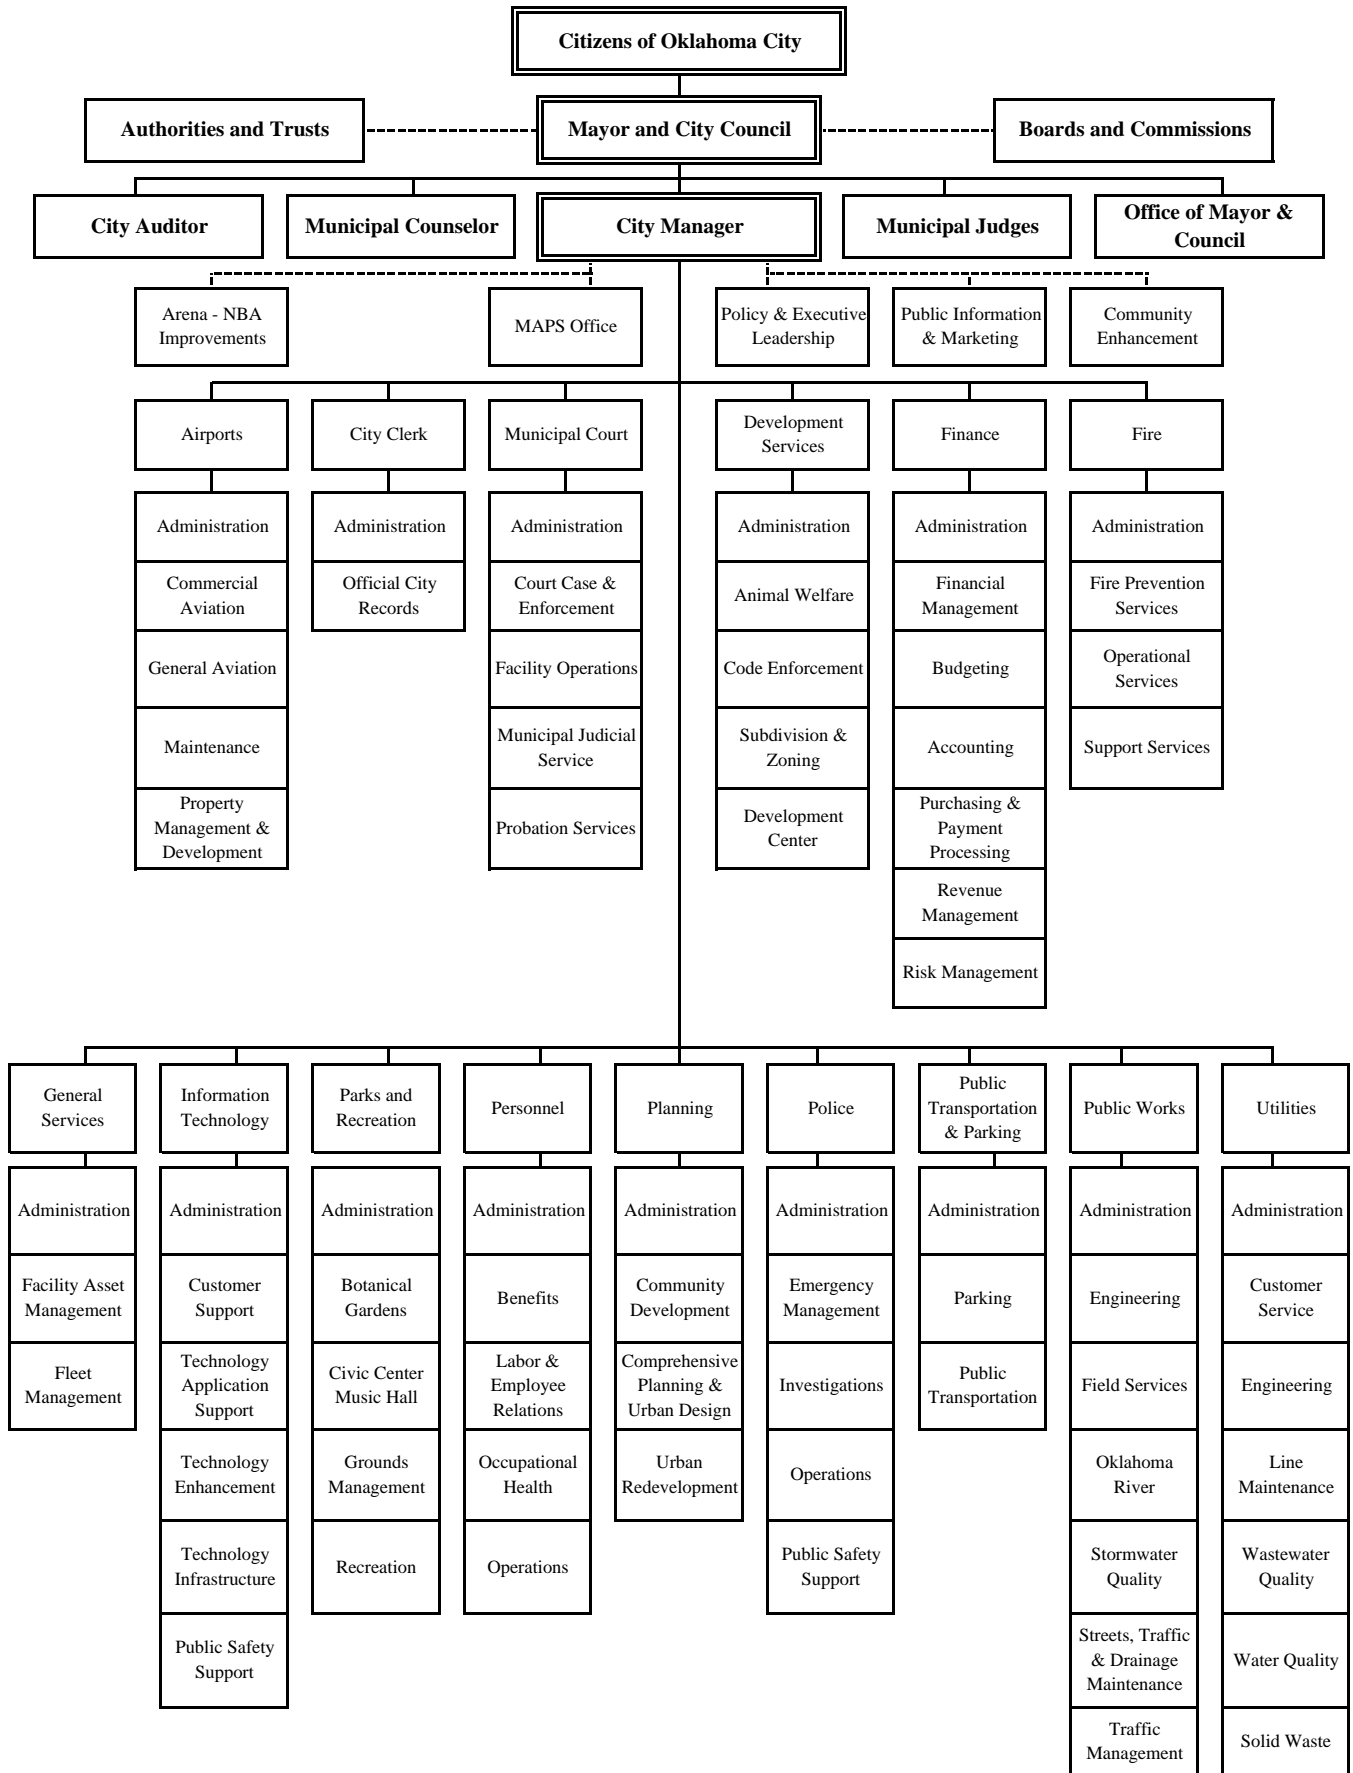 Citizens of Oklahoma City
Authorities and Trusts
Mayor and City Council
Boards and Commissions
City Auditor
Municipal Counselor
City Manager
Municipal Judges
Office of Mayor &
Council
Arena - NBA
Improvements
MAPS Office
Policy & Executive
Leadership
Public Information
& Marketing
Community
Enhancement
Airports
City Clerk
Municipal Court
Development
Services
Finance
Fire
Administration
Commercial
Aviation
General Aviation
Maintenance
Property
Management &
Development
Administration
Official City
Records
Administration
Court Case &
Enforcement
Facility Operations
Municipal Judicial
Service
Probation Services
Administration
Animal Welfare
Code Enforcement
Subdivision &
Zoning
Development
Center
Administration
Financial
Management
Budgeting
Accounting
Purchasing &
Payment
Processing
Revenue
Management
Risk Management
Administration
Fire Prevention
Services
Operational
Services
Support Services
General
Services
Information
Technology
Parks and
Recreation
Personnel
Planning
Police
Public
Transportation
& Parking
Public Works
Utilities
Administration
Facility Asset
Management
Fleet
Management
Administration
Customer
Support
Technology
Application
Support
Technology
Enhancement
Technology
Infrastructure
Public Safety
Support
Administration
Botanical
Gardens
Civic Center
Music Hall
Grounds
Management
Recreation
Administration
Benefits
Labor &
Employee
Relations
Occupational
Health
Operations
Administration
Community
Development
Comprehensive
Planning &
Urban Design
Urban
Redevelopment
Administration
Emergency
Management
Investigations
Operations
Public Safety
Support
Administration
Parking
Public
Transportation
Administration
Engineering
Field Services
Oklahoma
River
Stormwater
Quality
Streets, Traffic
& Drainage
Maintenance
Traffic
Management
Administration
Customer
Service
Engineering
Line
Maintenance
Wastewater
Quality
Water Quality
Solid Waste